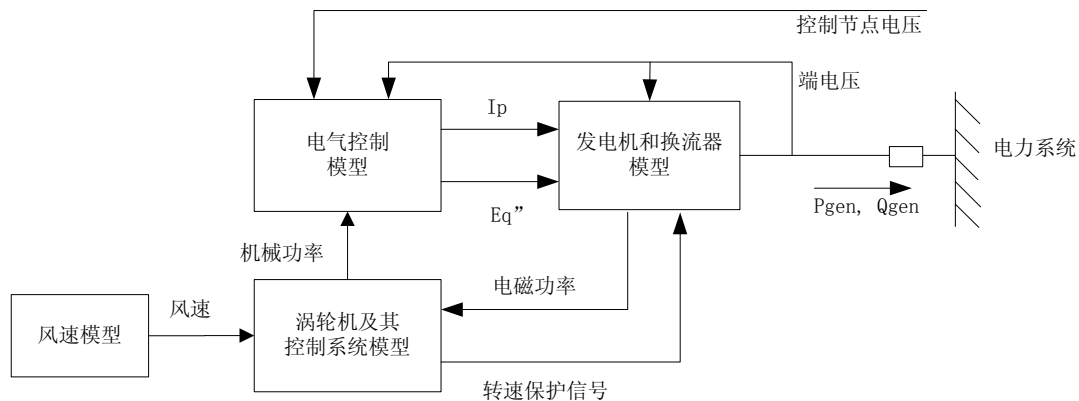 控制节点电压
端电压
电气控制
模型
Ip
发电机和换流器
模型
电力系统
Eq”
Pgen, Qgen
机械功率
电磁功率
风速
风速模型
涡轮机及其
控制系统模型
转速保护信号